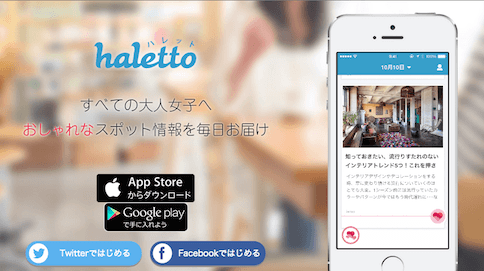 ハレット
haletto
すべての大人女子へ
おしゃれなスポット情報を毎日お届け
App Store
からダウンロード
Google play
で手に入れよう
Twitterではじめる
Facebookではじめる
10月10日
知っておきたい、流行りすたれのない
インテリアトレンド5つ！これを押さ